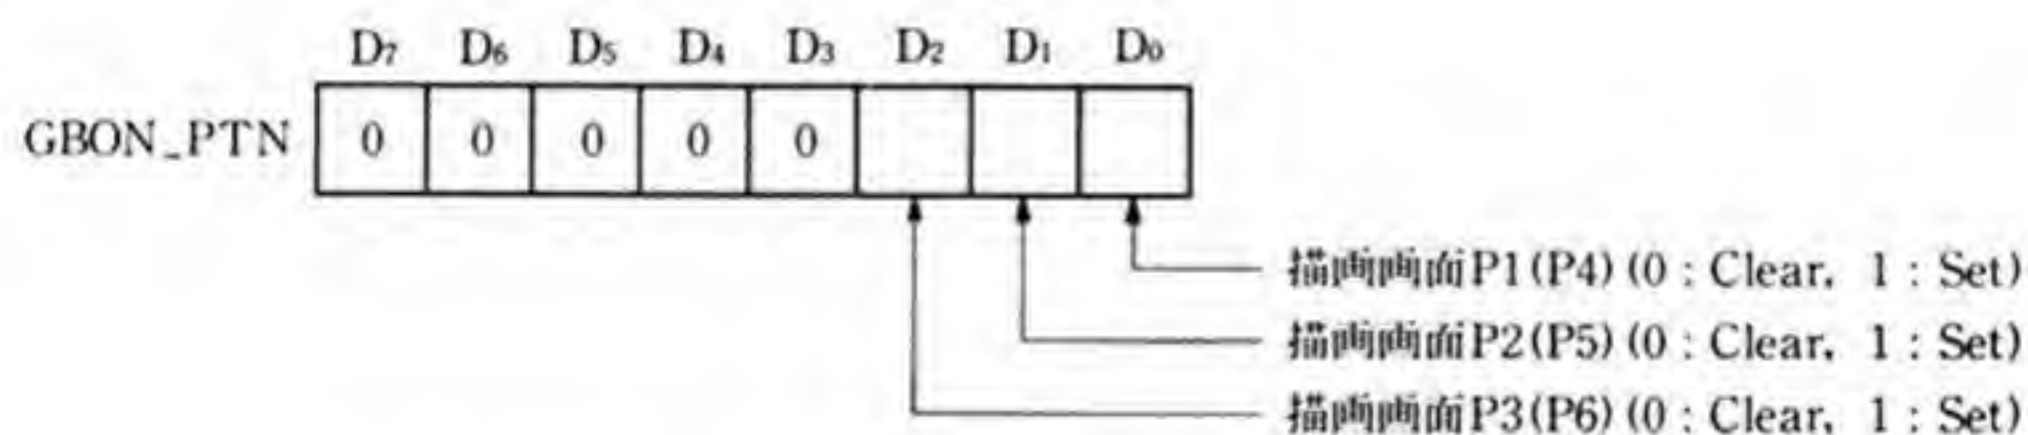 D7 D6 D5 D4 D3 D2 D1 D0
GBON_PTN 0 0 0 0 0
描画画面P1(P4)(0:Clear, 1:Set)
描画画面P2(P5)(0:Clear, 1:Set)
描画画面P3(P6)(0:Clear, 1:Set)